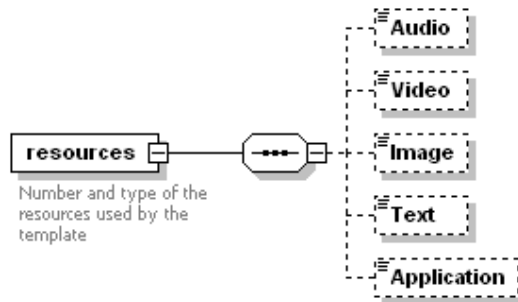 Audio
Video
resources
Image
Number and type of the
resources used by the
template
Text
Application